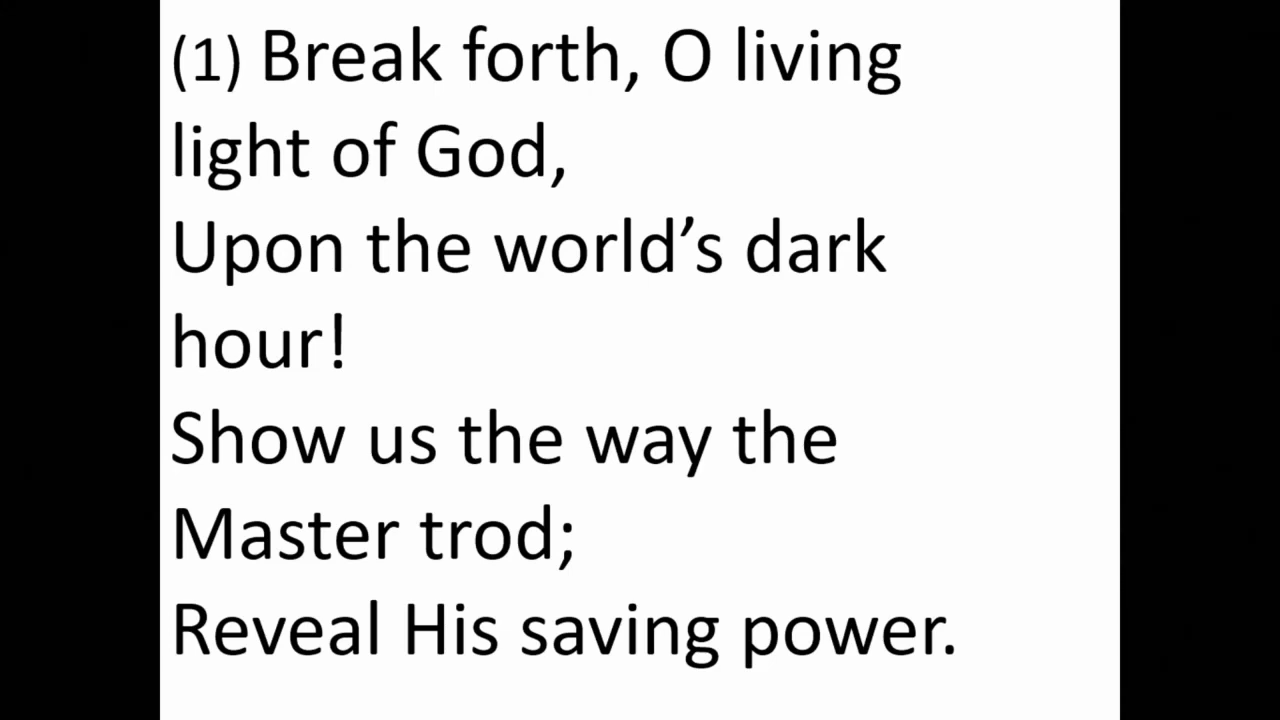 (1) Break forth, O living
light of God,
Upon the world’s dark
hour!
Show us the way the
Master trod;
Reveal His saving power.